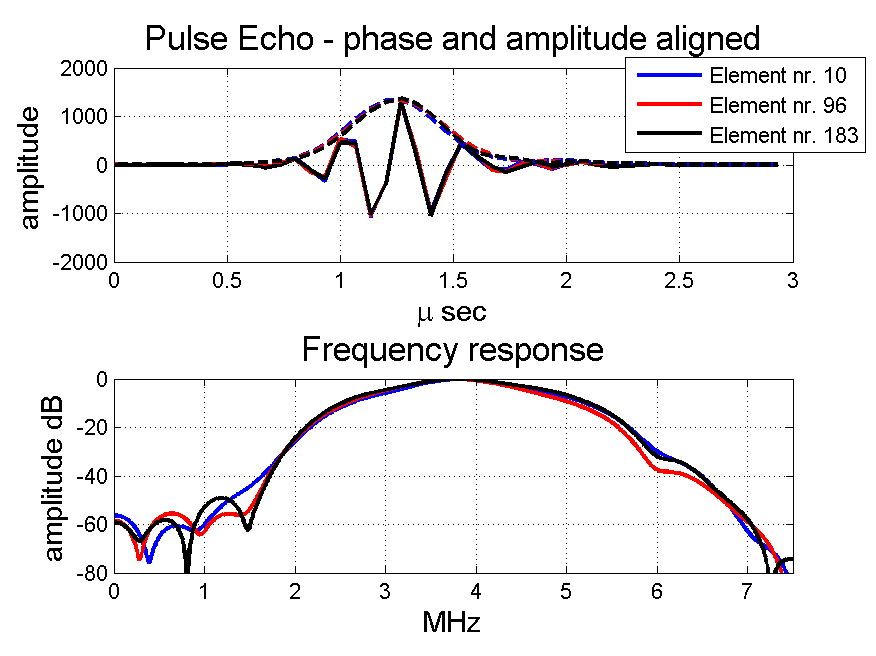 Pulse Echo - phase and amplitude aligned
Element nr. 10
Element nr. 96
Element nr. 183
amplitude
2000
1000
0
-1000
-2000
0 0.5 1 1.5 2 2.5 3
μ sec
Frequency response
amplitude dB
0
-20
-40
-60
-80
0 1 2 3 4 5 6 7
MHz